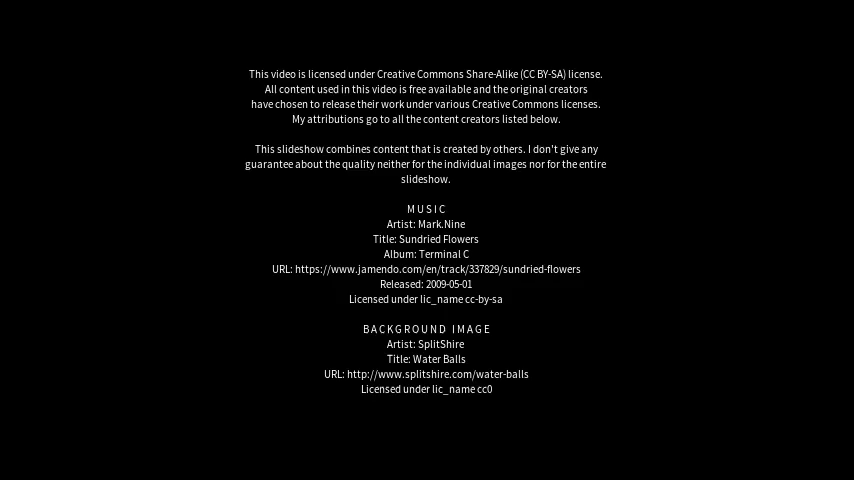 This video is licensed under Creative Commons Share-Alike (CC BY-SA) license.
All content used in this video is free available and the original creators
have chosen to release their work under various Creative Commons licenses.
My attributions go to all the content creators listed below.
This slideshow combines content that is created by others. I don't give any
guarantee about the quality neither for the individual images nor for the entire
slideshow.
MUSIC
Artist: Mark.Nine
Title: Sundried Flowers
Album: Terminal C
URL: https://www.jamendo.com/en/track/337829/sundried-flowers
Released: 2009-05-01
Licensed under lic_name cc-by-sa
BACKGROUND IMAGE
Artist: SplitShire
Title: Water Balls
URL: http://www.splitshire.com/water-balls
Licensed under lic_name cc0